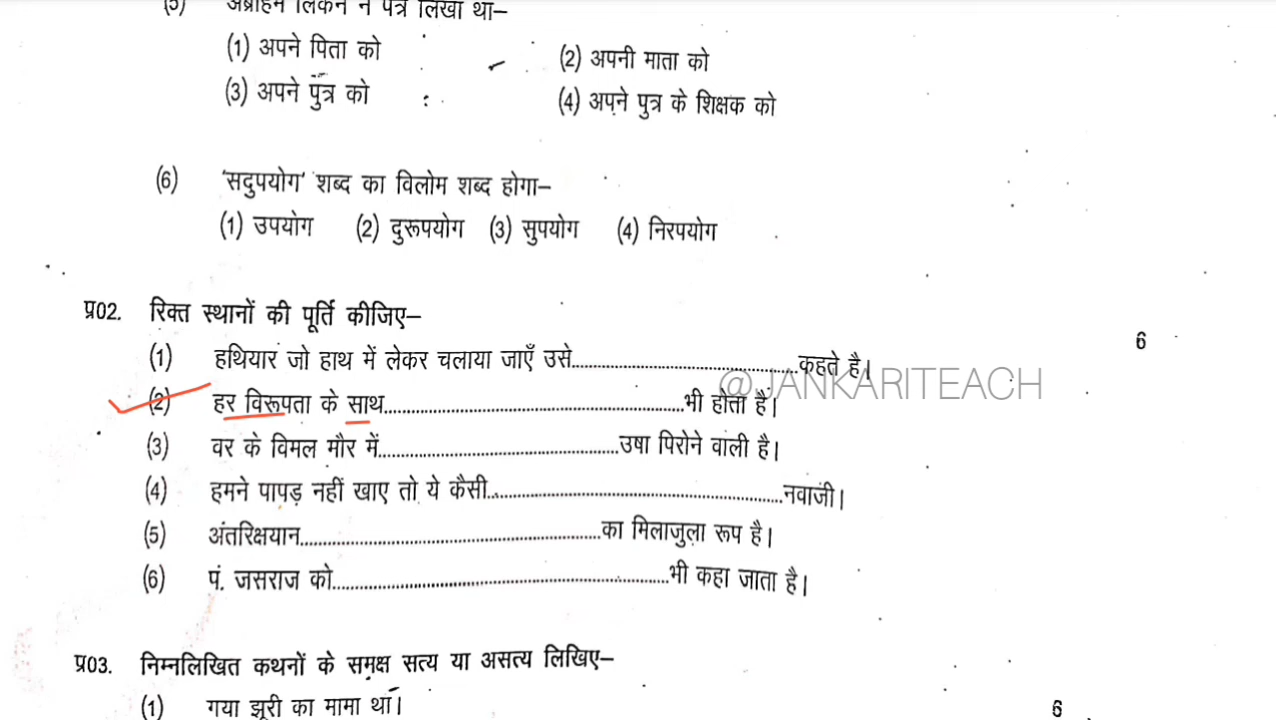 (5) अब्राहम लिंकन ने पत्र लिखा था–
(1) अपने पिता को (2) अपनी माता को
(3) अपने पुत्र को (4) अपने पुत्र के शिक्षक को
(6) 'सदुपयोग' शब्द का विलोम शब्द होगा–
(1) उपयोग (2) दुरूपयोग (3) सुपयोग (4) निरपयोग
प्र02. रिक्त स्थानों की पूर्ति कीजिए– 6
(1) हथियार जो हाथ में लेकर चलाया जाएँ उसे..........कहते है।
@JANKARITEACH
(2) हर विरूपता के साथ..........भी होता है।
(3) वर के विमल मौर में..........उषा पिरोने वाली है।
(4) हमने पापड़ नहीं खाए तो ये कैसी..........नवाजी।
(5) अंतरिक्षयान..........का मिलाजुला रूप है।
(6) पं. जसराज को..........भी कहा जाता है।
प्र03. निम्नलिखित कथनों के समक्ष सत्य या असत्य लिखिए–
(1) गया झूरी का मामा था। 6